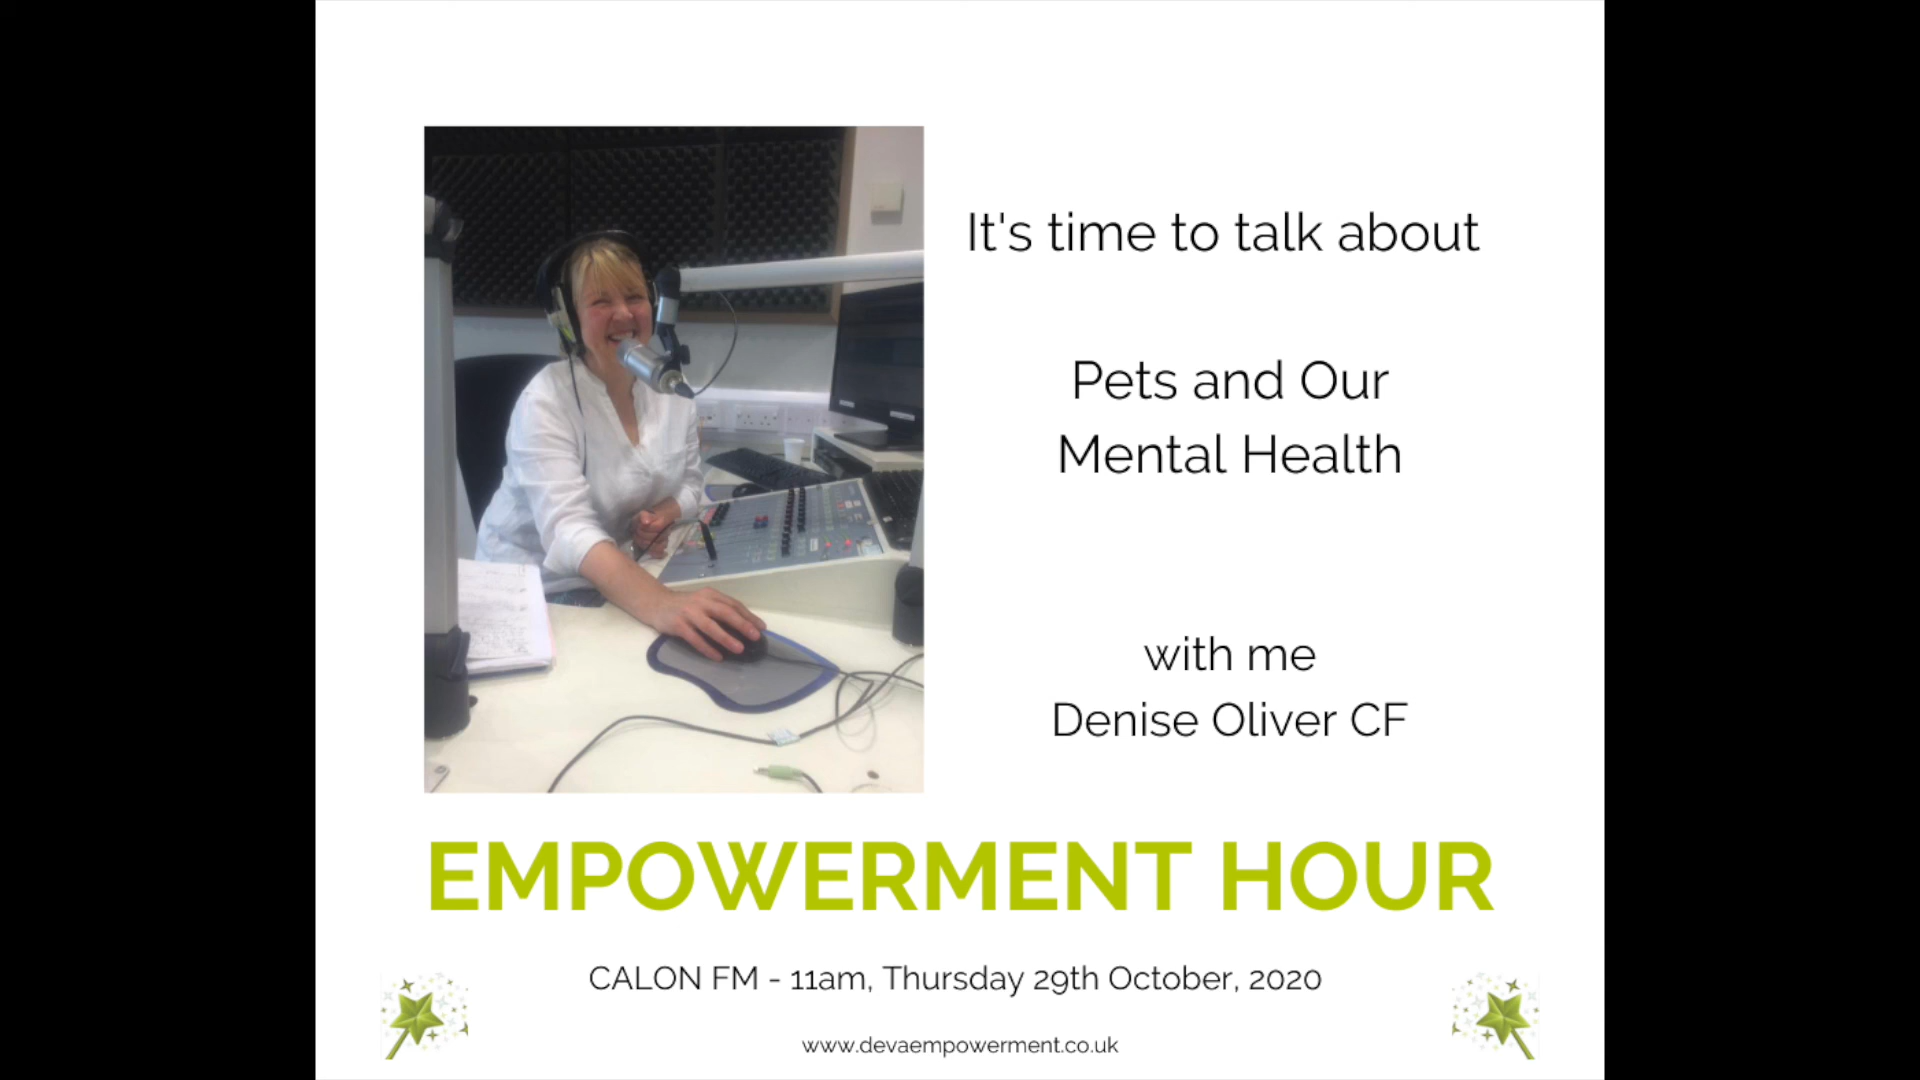 It's time to talk about
Pets and Our
Mental Health
with me
Denise Oliver CF
EMPOWERMENT HOUR
CALON FM - 11am, Thursday 29th October, 2020
www.devaempowerment.co.uk